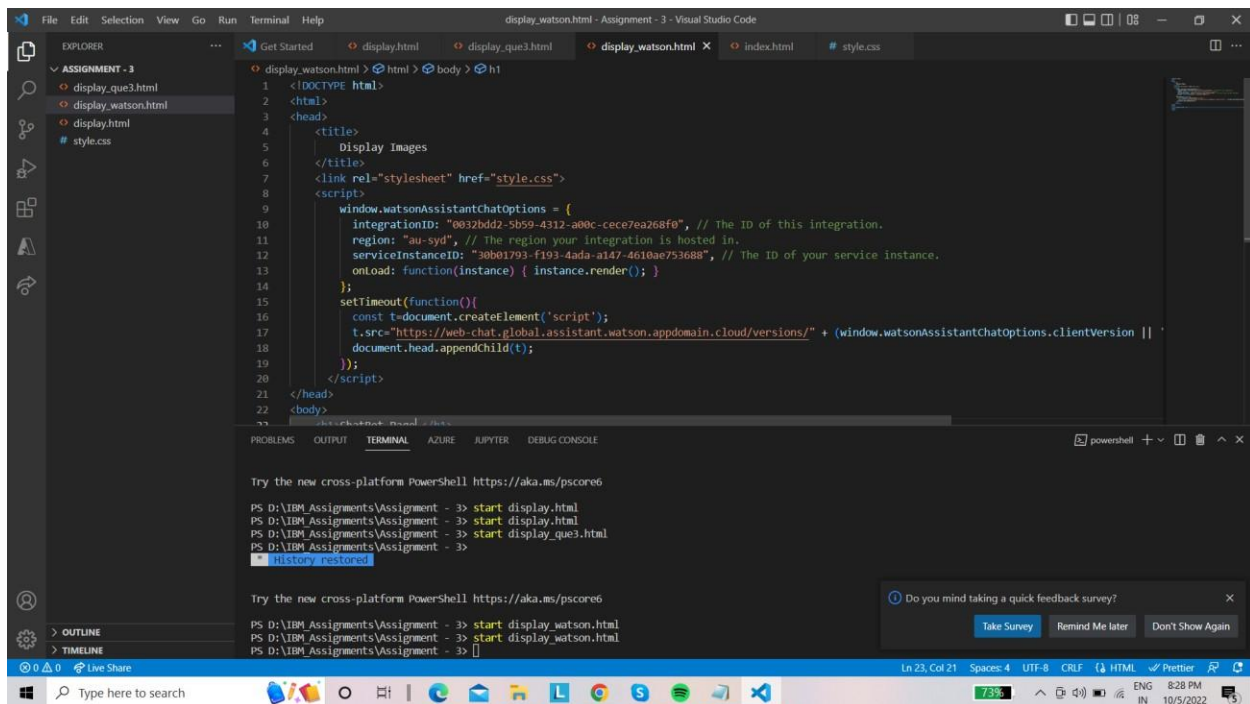 File Edit Selection View Go Run Terminal Help
display_watson.html - Assignment - 3 - Visual Studio Code
EXPLORER
ASSIGNMENT - 3
display_que3.html
display_watson.html
display.html
style.css
OUTLINE
TIMELINE
Get Started display.html display_que3.html display_watson.html index.html style.css
display_watson.html > html > body > h1
1 <!DOCTYPE html>
2 <html>
3 <head>
4 <title>
5 Display Images
6 </title>
7 <link rel="stylesheet" href="style.css">
8 <script>
9 window.watsonAssistantChatOptions = {
10 integrationID: "0032bdd2-5b59-4312-a00c-cece7ea268f0", // The ID of this integration.
11 region: "au-syd", // The region your integration is hosted in.
12 serviceInstanceID: "30b01793-f193-4ada-a147-4610ae753688", // The ID of your service instance.
13 onLoad: function(instance) { instance.render(); }
14 };
15 setTimeout(function(){
16 const t=document.createElement('script');
17 t.src="https://web-chat.global.assistant.watson.appdomain.cloud/versions/" + (window.watsonAssistantChatOptions.clientVersion || '
18 document.head.appendChild(t);
19 });
20 </script>
21 </head>
22 <body>
23 <h1>ChatBot Page </h1>
PROBLEMS OUTPUT TERMINAL AZURE JUPYTER DEBUG CONSOLE
powershell
Try the new cross-platform PowerShell https://aka.ms/pscore6
PS D:\IBM_Assignments\Assignment - 3> start display.html
PS D:\IBM_Assignments\Assignment - 3> start display.html
PS D:\IBM_Assignments\Assignment - 3> start display_que3.html
PS D:\IBM_Assignments\Assignment - 3>
* History restored
Try the new cross-platform PowerShell https://aka.ms/pscore6
PS D:\IBM_Assignments\Assignment - 3> start display_watson.html
PS D:\IBM_Assignments\Assignment - 3> start display_watson.html
PS D:\IBM_Assignments\Assignment - 3>
Do you mind taking a quick feedback survey?
Take Survey Remind Me later Don't Show Again
0 0 Live Share
Ln 23, Col 21 Spaces: 4 UTF-8 CRLF HTML Prettier
Type here to search
L
S
73%
ENG
IN
8:28 PM
10/5/2022
5